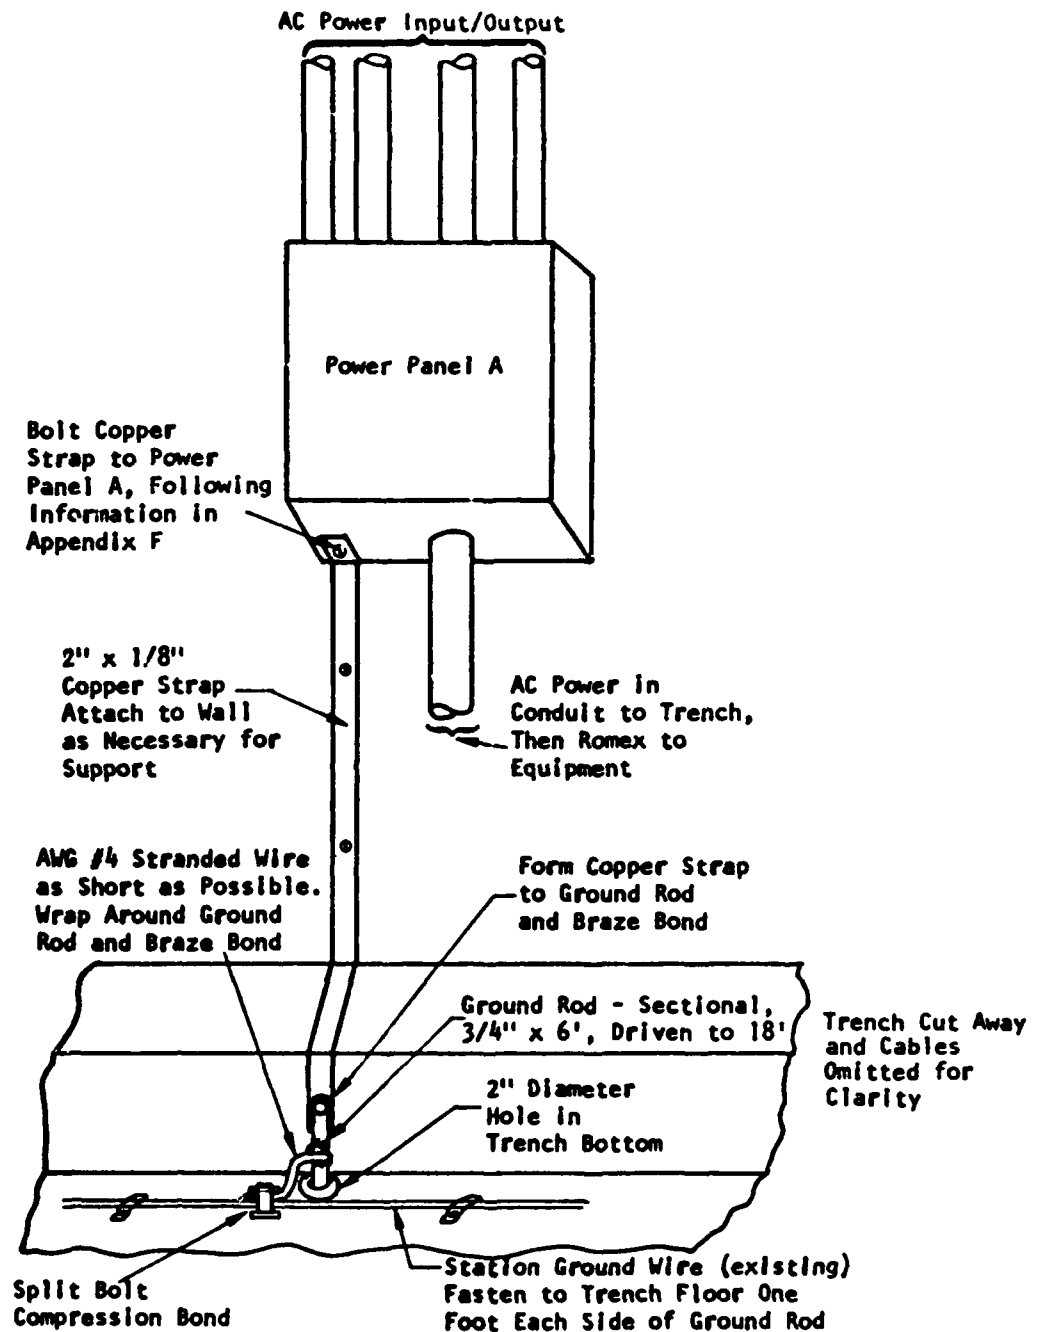 AC Power Input/Output
Power Panel A
Bolt Copper
Strap to Power
Panel A, Following
Information in
Appendix F
2" x 1/8"
Copper Strap
Attach to Wall
as Necessary for
Support
AC Power in
Conduit to Trench,
Then Romex to
Equipment
AWG #4 Stranded Wire
as Short as Possible.
Wrap Around Ground
Rod and Braze Bond
Form Copper Strap
to Ground Rod
and Braze Bond
Ground Rod - Sectional,
3/4" x 6', Driven to 18'
Trench Cut Away
and Cables
Omitted for
Clarity
2" Diameter
Hole in
Trench Bottom
Split Bolt
Compression Bond
Station Ground Wire (existing)
Fasten to Trench Floor One
Foot Each Side of Ground Rod